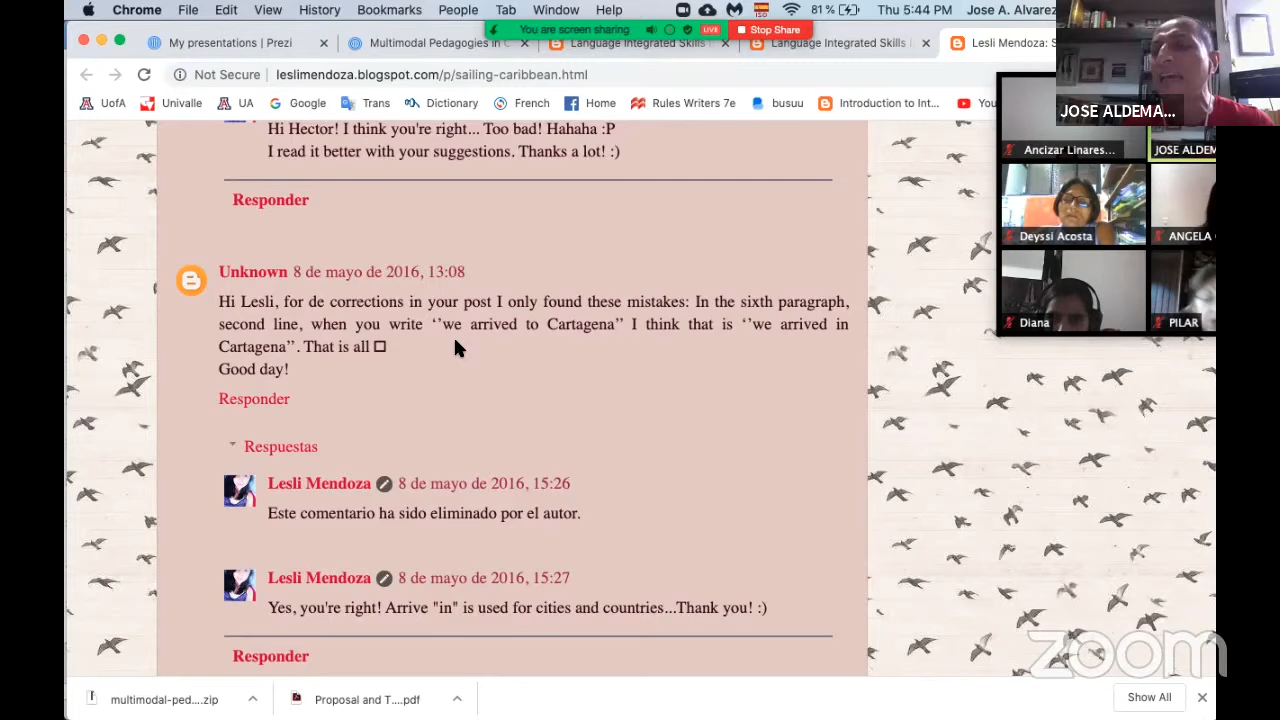 Chrome File Edit View History Bookmarks People Tab Window Help 81% Thu 5:44 PM Jose A. Alvarez
You are screen sharing LIVE Stop Share
My presentations | Prezi
Multimodal Pedagogies in
Language Integrated Skills
Language Integrated Skills
Lesli Mendoza: S
Not Secure | leslimendoza.blogspot.com/p/sailing-caribbean.html
UofA Univalle UA Google Trans Dictionary French Home Rules Writers 7e busuu Introduction to Int... You
JOSE ALDEMA...
Ancizar Linares...
JOSE ALDEM
Deyssi Acosta
ANGELA
Diana
PILAR
Hi Hector! I think you're right... Too bad! Hahaha :P
I read it better with your suggestions. Thanks a lot! :)
Responder
Unknown 8 de mayo de 2016, 13:08
Hi Lesli, for de corrections in your post I only found these mistakes: In the sixth paragraph,
second line, when you write ‘’we arrived to Cartagena’’ I think that is ‘’we arrived in
Cartagena’’. That is all □
Good day!
Responder
Respuestas
Lesli Mendoza 8 de mayo de 2016, 15:26
Este comentario ha sido eliminado por el autor.
Lesli Mendoza 8 de mayo de 2016, 15:27
Yes, you're right! Arrive "in" is used for cities and countries...Thank you! :)
Responder
zoom
multimodal-ped....zip
Proposal and T....pdf
Show All